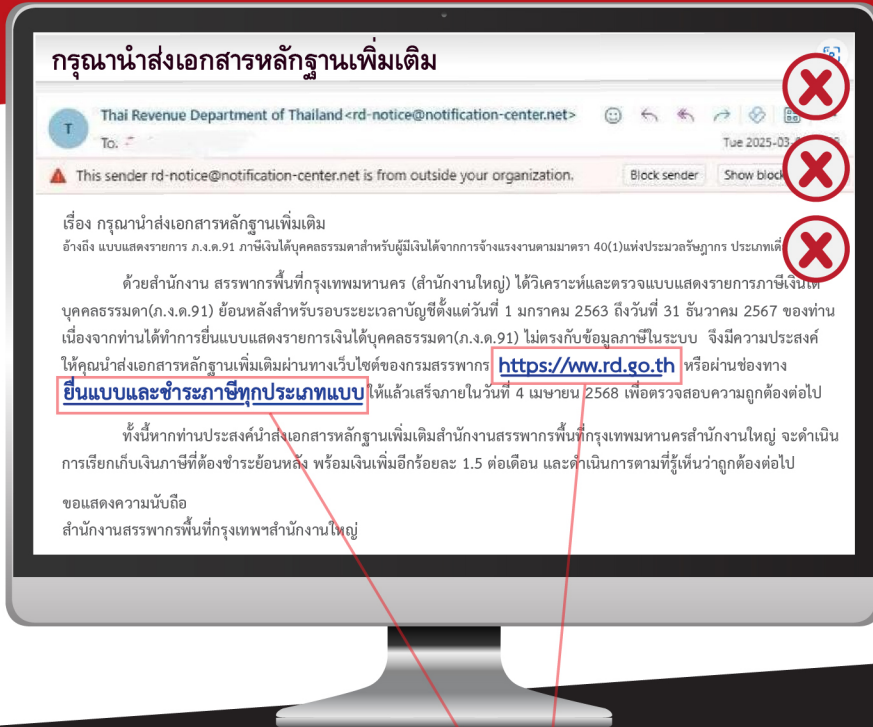 กรุณานำส่งเอกสารหลักฐานเพิ่มเติม
T
Thai Revenue Department of Thailand<rd-notice@notification-center.net>
To:
Tue 2025-03-
This sender rd-notice@notification-center.net is from outside your organization.
Block sender
Show block
เรื่อง กรุณานำส่งเอกสารหลักฐานเพิ่มเติม
อ้างถึง แบบแสดงรายการ ภ.ง.ด.91 ภาษีเงินได้บุคคลธรรมดาสำหรับผู้มีเงินได้จากการจ้างแรงงานตามมาตรา 40(1)แห่งประมวลรัษฎากร
ด้วยสำนักงาน สรรพากรพื้นที่กรุงเทพมหานคร (สำนักงานใหญ่) ได้วิเคราะห์และตรวจแบบแสดงรายการภาษีเงินได้
บุคคลธรรมดา(ภ.ง.ด.91) ย้อนหลังสำหรับรอบระยะเวลาบัญชีตั้งแต่วันที่ 1 มกราคม 2563 ถึงวันที่ 31 ธันวาคม 2567 ของท่าน
เนื่องจากท่านได้ทำการยื่นแบบแสดงรายการเงินได้บุคคลธรรมดา(ภ.ง.ด.91) ไม่ตรงกับข้อมูลภาษีในระบบ จึงมีความประสงค์
ให้คุณนำส่งเอกสารหลักฐานเพิ่มเติมผ่านทางเว็บไซต์ของกรมสรรพากร https://ww.rd.go.th หรือผ่านช่องทาง
ยื่นแบบและชำระภาษีทุกประเภทแบบ ให้แล้วเสร็จภายในวันที่ 4 เมษายน 2568 เพื่อตรวจสอบความถูกต้องต่อไป
ทั้งนี้หากท่านประสงค์นำส่งเอกสารหลักฐานเพิ่มเติมสำนักงานสรรพากรพื้นที่กรุงเทพมหานครสำนักงานใหญ่ จะดำเนิน
การเรียกเก็บเงินภาษีที่ต้องชำระย้อนหลัง พร้อมเงินเพิ่มอีกร้อยละ 1.5 ต่อเดือน และดำเนินการตามที่รู้เห็นว่าถูกต้องต่อไป
ขอแสดงความนับถือ
สำนักงานสรรพากรพื้นที่กรุงเทพฯสำนักงานใหญ่